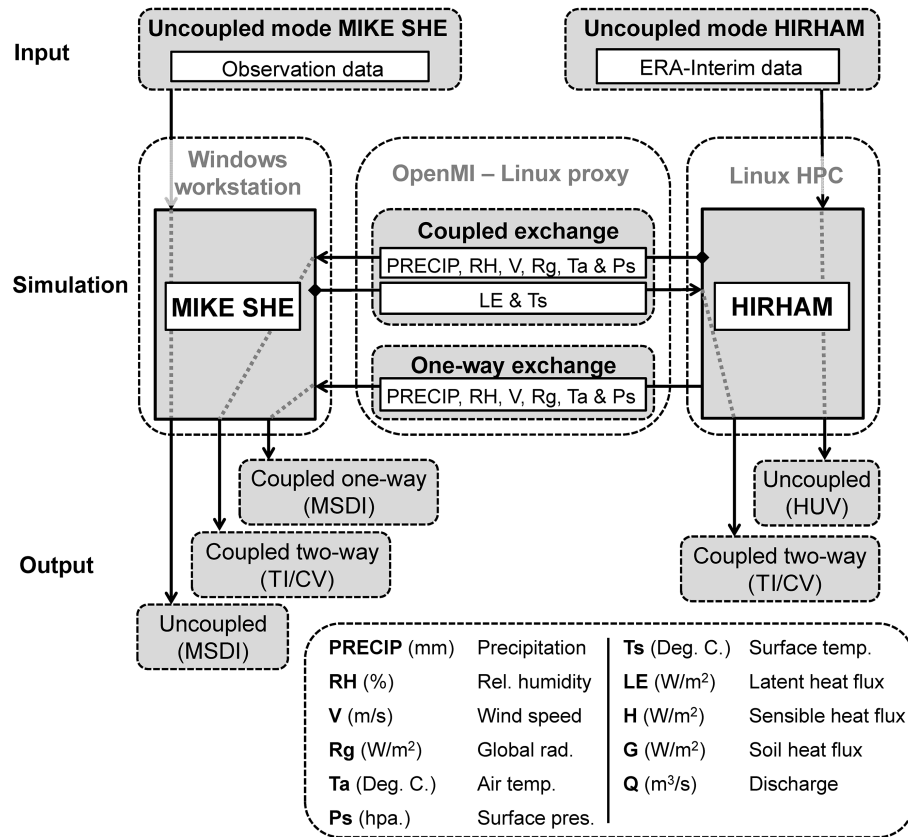 Input
Uncoupled mode MIKE SHE
Observation data
Uncoupled mode HIRHAM
ERA-Interim data
Windows
workstation
OpenMI – Linux proxy
Linux HPC
Simulation
MIKE SHE
Coupled exchange
PRECIP, RH, V, Rg, Ta & Ps
LE & Ts
One-way exchange
PRECIP, RH, V, Rg, Ta & Ps
HIRHAM
Output
Coupled one-way
(MSDI)
Coupled two-way
(TI/CV)
Uncoupled
(MSDI)
Uncoupled
(HUV)
Coupled two-way
(TI/CV)
PRECIP (mm) Precipitation
RH (%) Rel. humidity
V (m/s) Wind speed
Rg (W/m²) Global rad.
Ta (Deg. C.) Air temp.
Ps (hpa.) Surface pres.
Ts (Deg. C.) Surface temp.
LE (W/m²) Latent heat flux
H (W/m²) Sensible heat flux
G (W/m²) Soil heat flux
Q (m³/s) Discharge